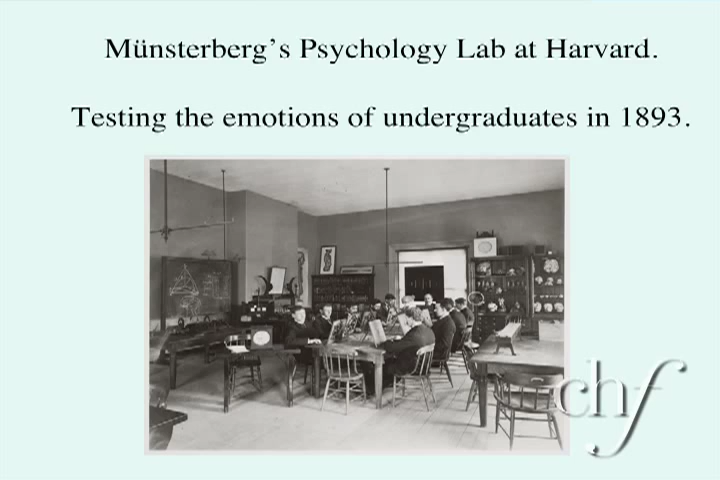 Münsterberg's Psychology Lab at Harvard.
Testing the emotions of undergraduates in 1893.
chf